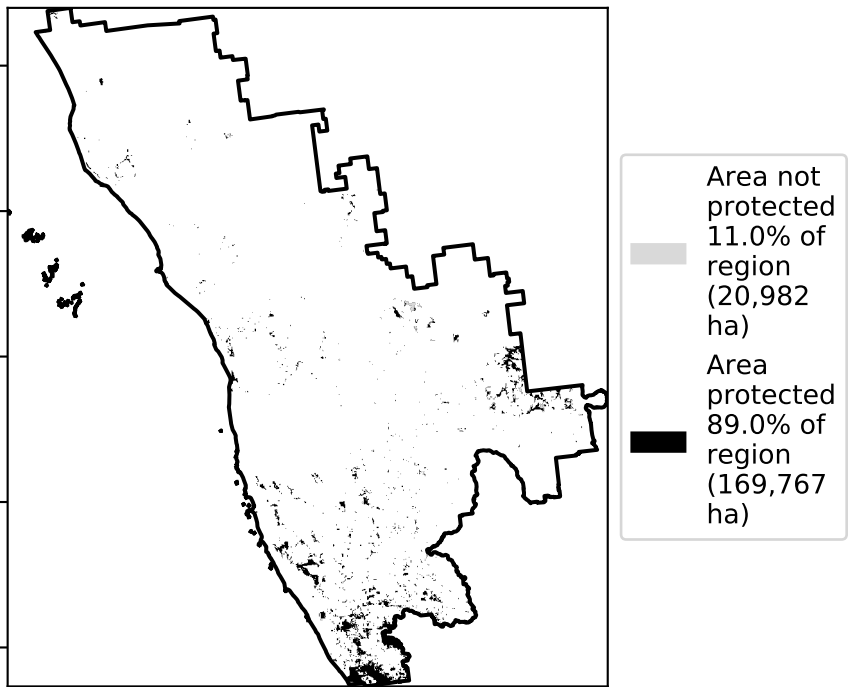 Area not
protected
11.0% of
region
(20,982
ha)
Area
protected
89.0% of
region
(169,767
ha)